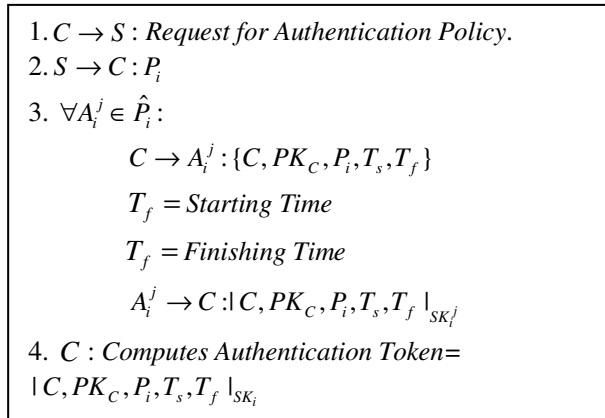 1. C → S : Request for Authentication Policy.
2. S → C : P_i
3. ∀A_i^j ∈ P̂_i :
C → A_i^j : {C, PK_C, P_i, T_s, T_f}
T_f = Starting Time
T_f = Finishing Time
A_i^j → C :| C, PK_C, P_i, T_s, T_f |_{SK_i^j}
4. C : Computes Authentication Token=
| C, PK_C, P_i, T_s, T_f |_{SK_i}